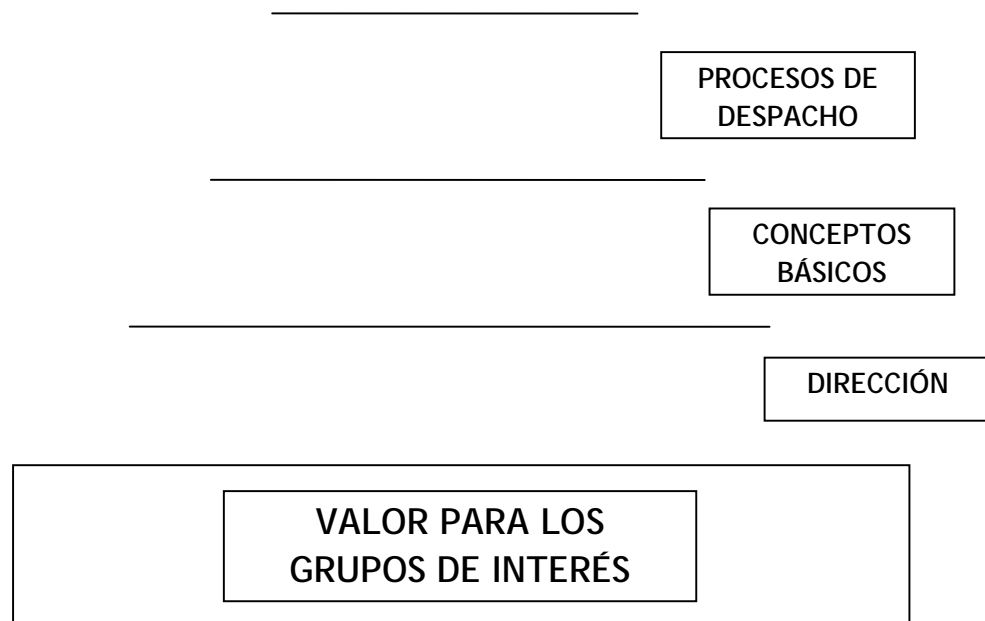 PROCESOS DE
DESPACHO
CONCEPTOS
BÁSICOS
DIRECCIÓN
VALOR PARA LOS
GRUPOS DE INTERÉS